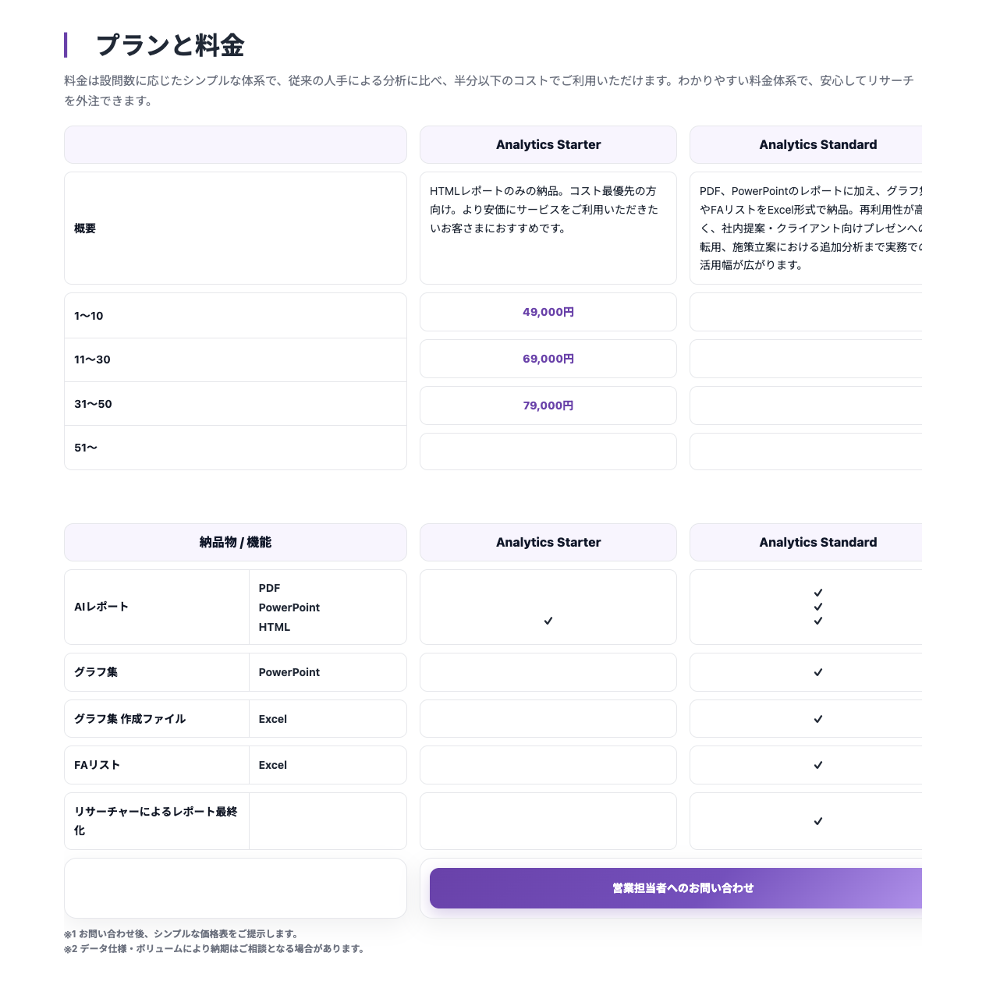 プランと料金
料金は設問数に応じたシンプルな体系で、従来の人手による分析に比べ、半分以下のコストでご利用いただけます。わかりやすい料金体系で、安心してリサーチ
を外注できます。
Analytics Starter
Analytics Standard
概要
HTMLレポートのみの納品。コスト最優先の方
向け。より安価にサービスをご利用いただきた
いお客さまにおすすめです。
PDF、PowerPointのレポートに加え、グラフ集
やFAリストをExcel形式で納品。再利用性が高
く、社内提案・クライアント向けプレゼンへの
転用、施策立案における追加分析まで実務での
活用幅が広がります。
1〜10
49,000円
11〜30
69,000円
31〜50
79,000円
51〜
納品物 / 機能
Analytics Starter
Analytics Standard
AIレポート
PDF
PowerPoint
HTML
グラフ集
PowerPoint
グラフ集 作成ファイル
Excel
FAリスト
Excel
リサーチャーによるレポート最終
化
営業担当者へのお問い合わせ
※1 お問い合わせ後、シンプルな価格表をご提示します。
※2 データ仕様・ボリュームにより納期はご相談となる場合があります。